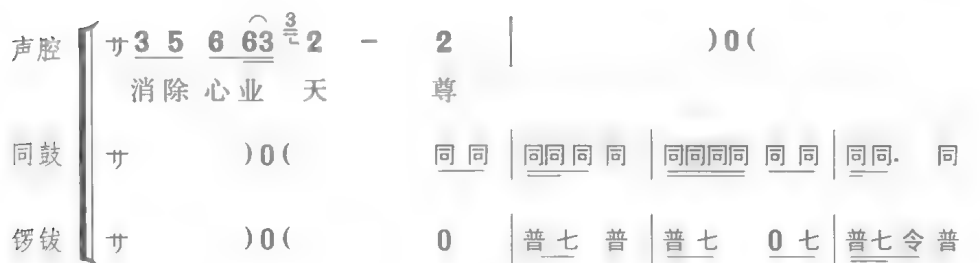 3
声腔 サ 3 5 6 63 2 - 2 | )0(
消除心业 天 尊
同鼓 サ )0( 同同 | 同同同同 | 同同同同 同同 | 同同. 同
锣钹 サ )0( 0 | 普七普 | 普七 0七 | 普七令普